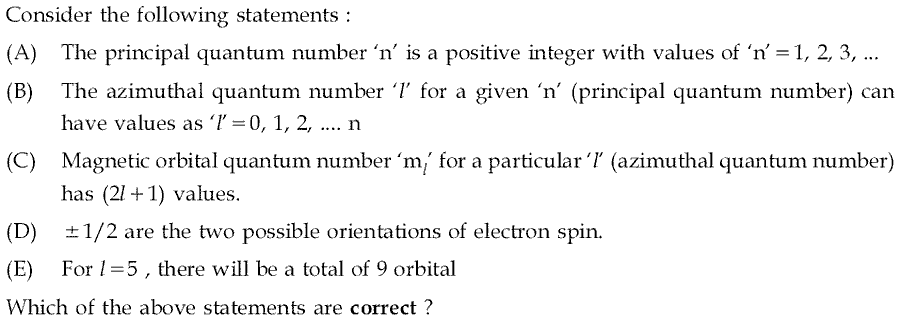 Consider the following statements :
(A) The principal quantum number ‘n’ is a positive integer with values of ‘n’ = 1, 2, 3, ...
(B) The azimuthal quantum number ‘l’ for a given ‘n’ (principal quantum number) can
have values as ‘l’ = 0, 1, 2, .... n
(C) Magnetic orbital quantum number ‘mₗ’ for a particular ‘l’ (azimuthal quantum number)
has (2l + 1) values.
(D) ±1/2 are the two possible orientations of electron spin.
(E) For l = 5 , there will be a total of 9 orbital
Which of the above statements are correct ?